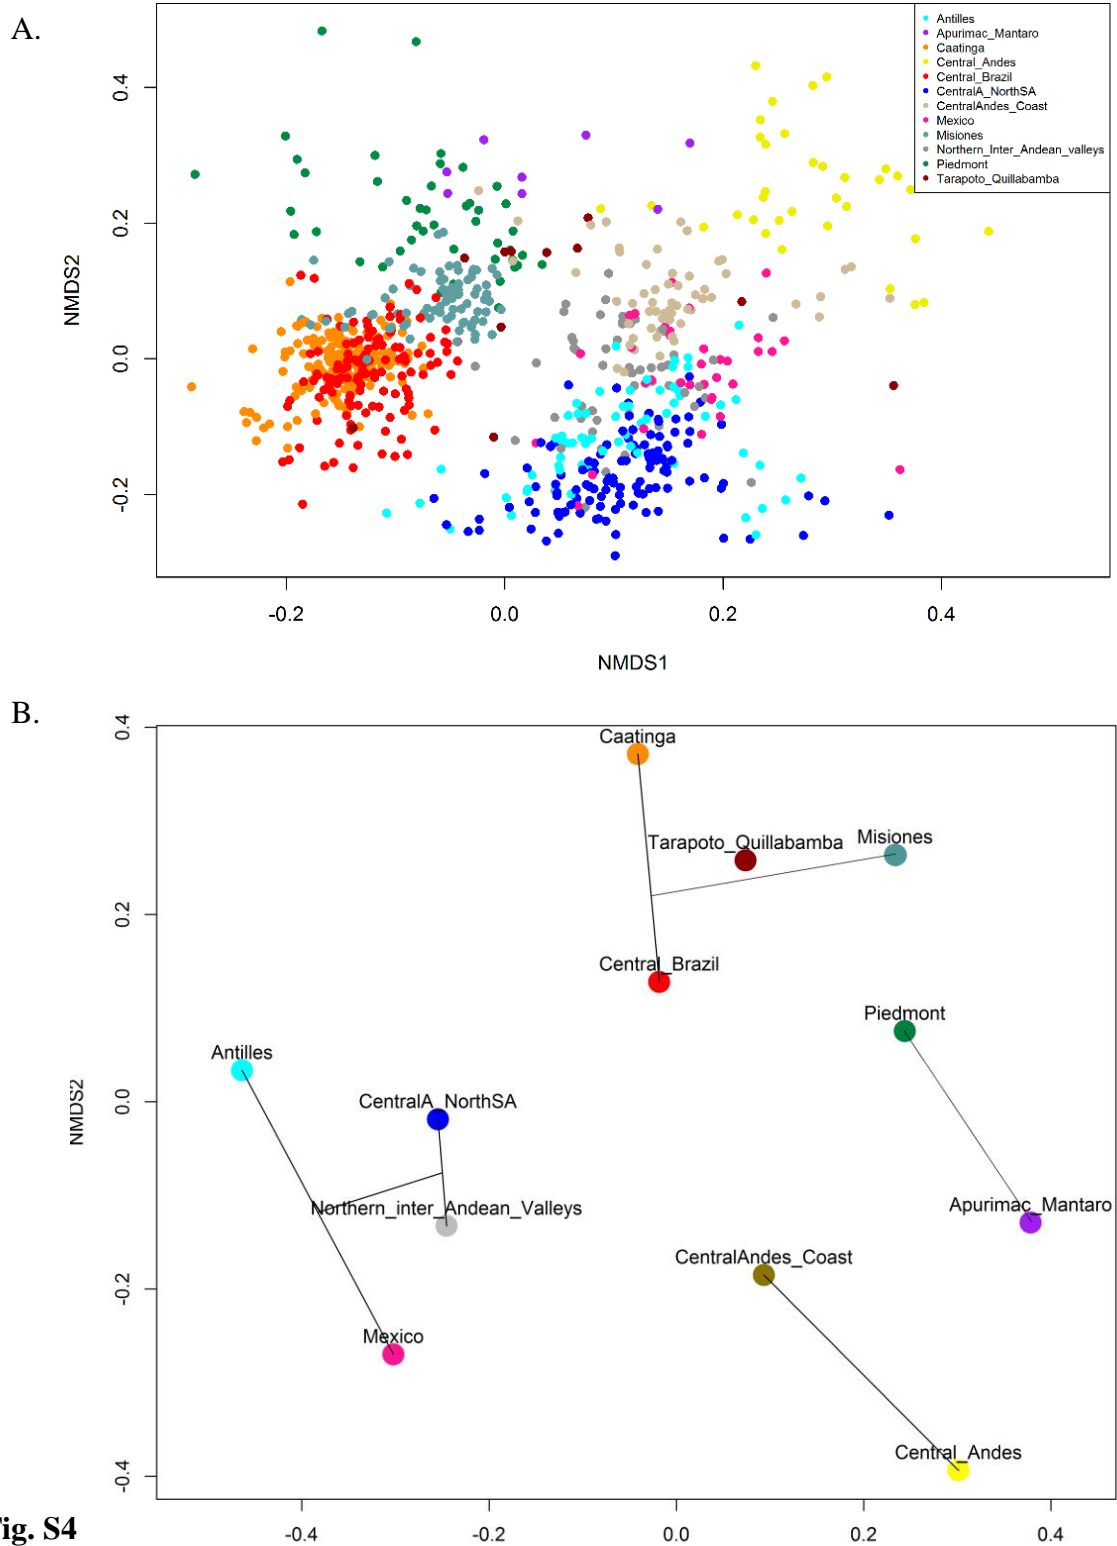 A.
Antilles
Apurimac_Mantaro
Caatinga
Central_Andes
Central_Brazil
CentralA_NorthSA
CentralAndes_Coast
Mexico
Misiones
Northern_Inter_Andean_valleys
Piedmont
Tarapoto_Quillabamba
0.4
0.2
0.0
-0.2
NMDS2
-0.2 0.0 0.2 0.4
NMDS1
B.
0.4
0.2
0.0
-0.2
-0.4
NMDS2
Caatinga
Tarapoto_Quillabamba
Misiones
Central_Brazil
Piedmont
Antilles
CentralA_NorthSA
Northern_inter_Andean_Valleys
Apurimac_Mantaro
CentralAndes_Coast
Mexico
Central_Andes
-0.4 -0.2 0.0 0.2 0.4
ig. S4